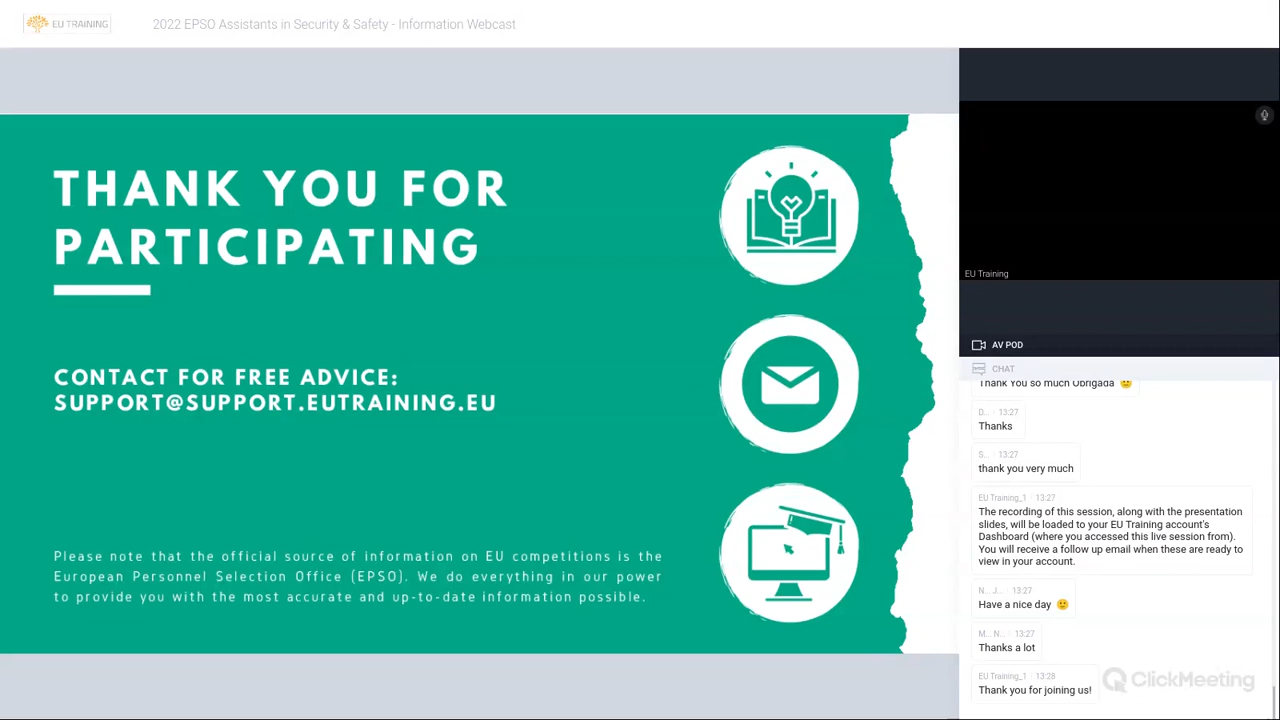 EU TRAINING
2022 EPSO Assistants in Security & Safety - Information Webcast
THANK YOU FOR
PARTICIPATING
CONTACT FOR FREE ADVICE:
SUPPORT@SUPPORT.EUTRAINING.EU
Please note that the official source of information on EU competitions is the
European Personnel Selection Office (EPSO). We do everything in our power
to provide you with the most accurate and up-to-date information possible.
EU Training
AV POD
CHAT
Thank You so much Obrigada 🙂
D.. 13:27
Thanks
S.. 13:27
thank you very much
EU Training_1 13:27
The recording of this session, along with the presentation
slides, will be loaded to your EU Training account's
Dashboard (where you accessed this live session from).
You will receive a follow up email when these are ready to
view in your account.
N.. J.. 13:27
Have a nice day 🙂
M... N... 13:27
Thanks a lot
EU Training_1 13:28
Thank you for joining us!
ClickMeeting